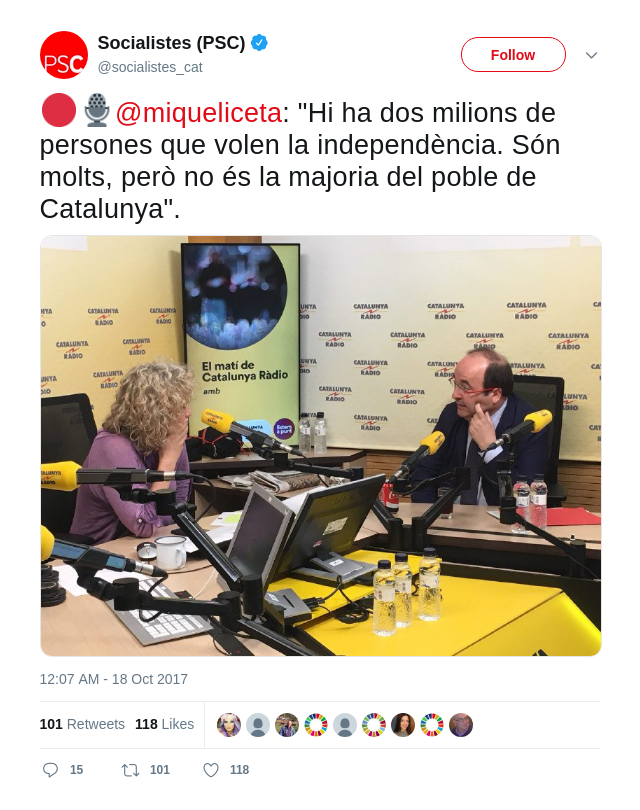 PSC
Socialistes (PSC)
@socialistes_cat
Follow
@miqueliceta: "Hi ha dos milions de
persones que volen la independència. Són
molts, però no és la majoria del poble de
Catalunya".
CATALUNYA RÀDIO
El matí de
Catalunya Ràdio
amb
Estem
a punt
12:07 AM - 18 Oct 2017
101 Retweets 118 Likes
15 101 118